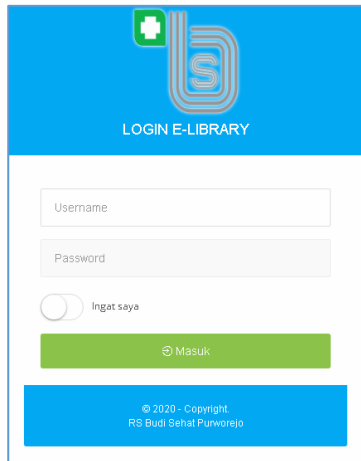 LOGIN E-LIBRARY
Username
Password
Ingat saya
Masuk
© 2020 - Copyright.
RS Budi Sehat Purworejo